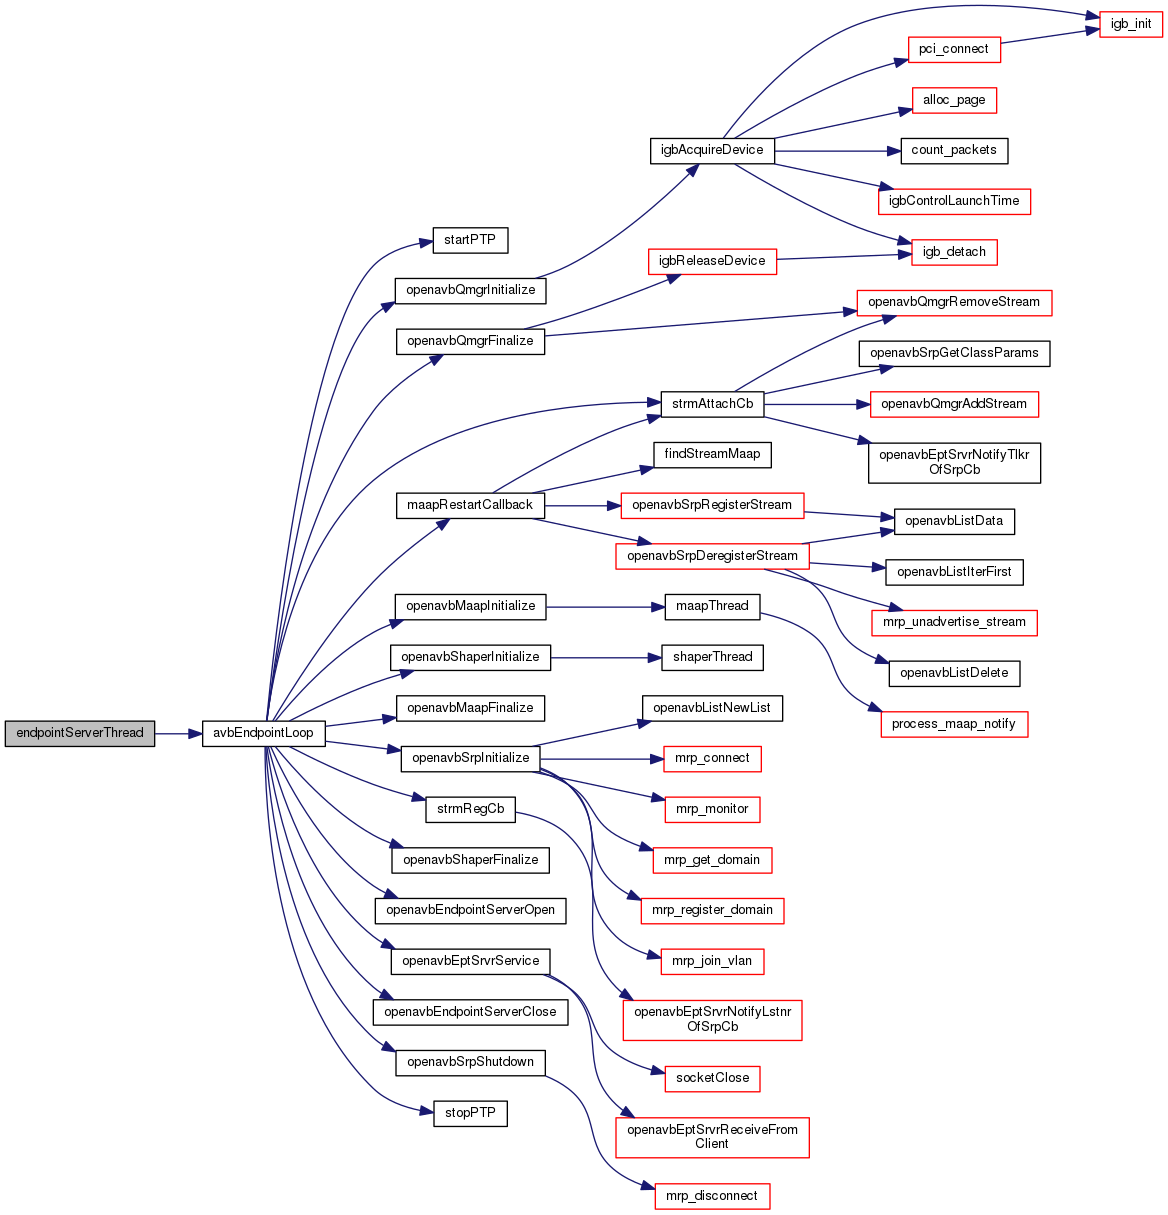 igb_init
pci_connect
alloc_page
igbAcquireDevice
count_packets
igbControlLaunchTime
startPTP
igb_detach
igbReleaseDevice
openavbQmgrInitialize
openavbQmgrRemoveStream
openavbQmgrFinalize
openavbSrpGetClassParams
strmAttachCb
openavbQmgrAddStream
findStreamMaap
openavbEptSrvrNotifyTlkr
OfSrpCb
maapRestartCallback
openavbSrpRegisterStream
openavbListData
openavbSrpDeregisterStream
openavbListIterFirst
openavbMaapInitialize
maapThread
mrp_unadvertise_stream
openavbShaperInitialize
shaperThread
openavbListDelete
openavbMaapFinalize
openavbListNewList
process_maap_notify
endpointServerThread
avbEndpointLoop
openavbSrpInitialize
mrp_connect
strmRegCb
mrp_monitor
openavbShaperFinalize
mrp_get_domain
openavbEndpointServerOpen
mrp_register_domain
openavbEptSrvrService
mrp_join_vlan
openavbEndpointServerClose
openavbEptSrvrNotifyLstnr
OfSrpCb
openavbSrpShutdown
socketClose
stopPTP
openavbEptSrvrReceiveFrom
Client
mrp_disconnect